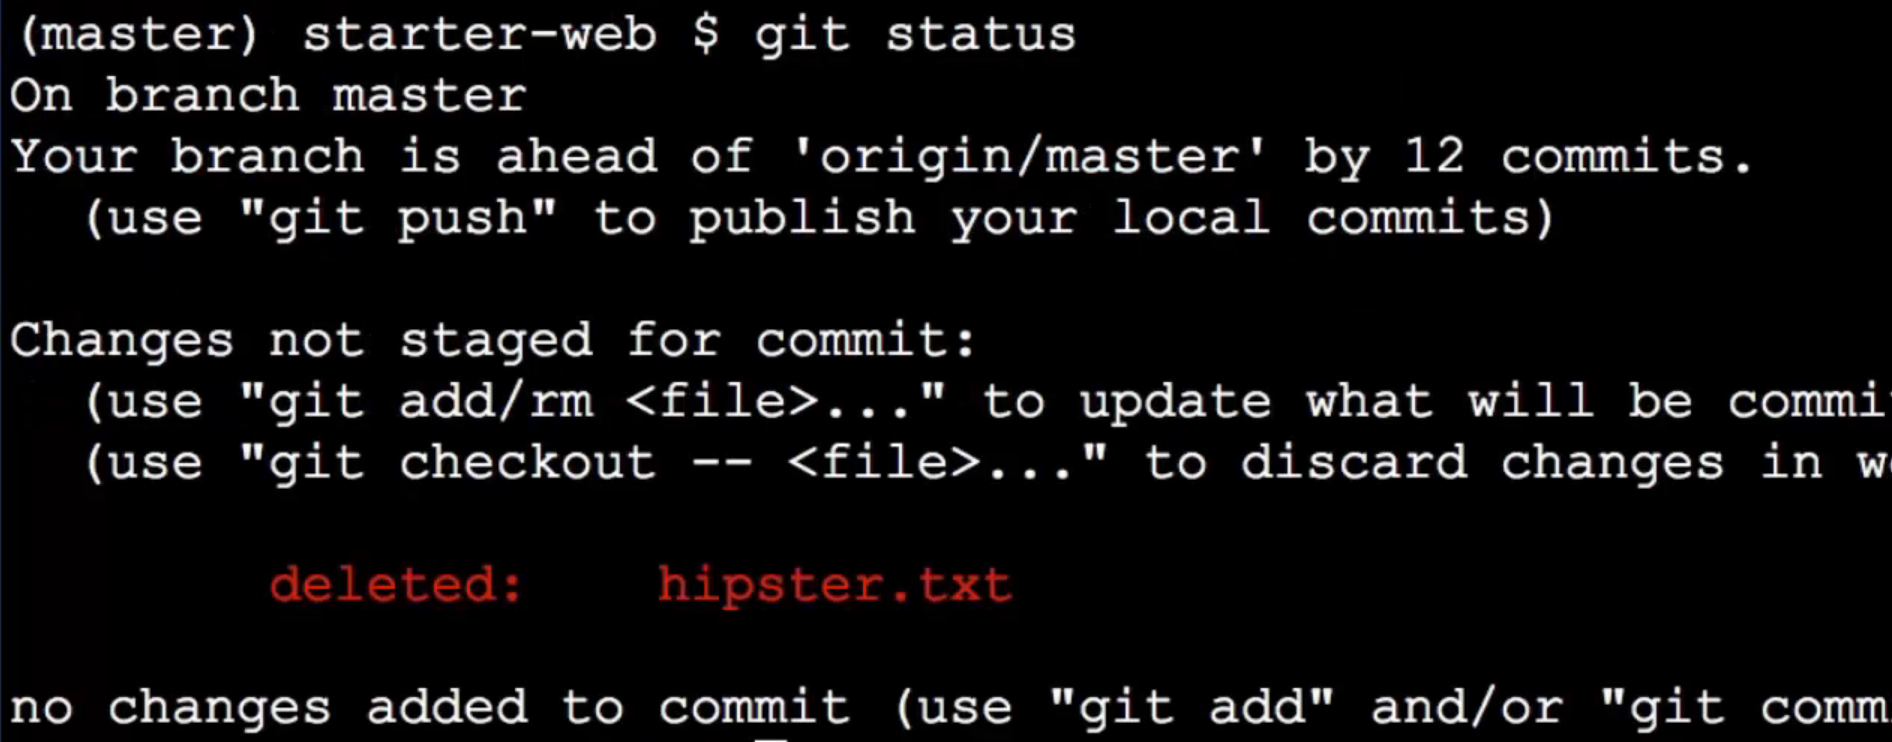 (master) starter-web $ git status
On branch master
Your branch is ahead of 'origin/master' by 12 commits.
(use "git push" to publish your local commits)
Changes not staged for commit:
(use "git add/rm <file>..." to update what will be commi
(use "git checkout -- <file>..." to discard changes in w
deleted: hipster.txt
no changes added to commit (use "git add" and/or "git comm